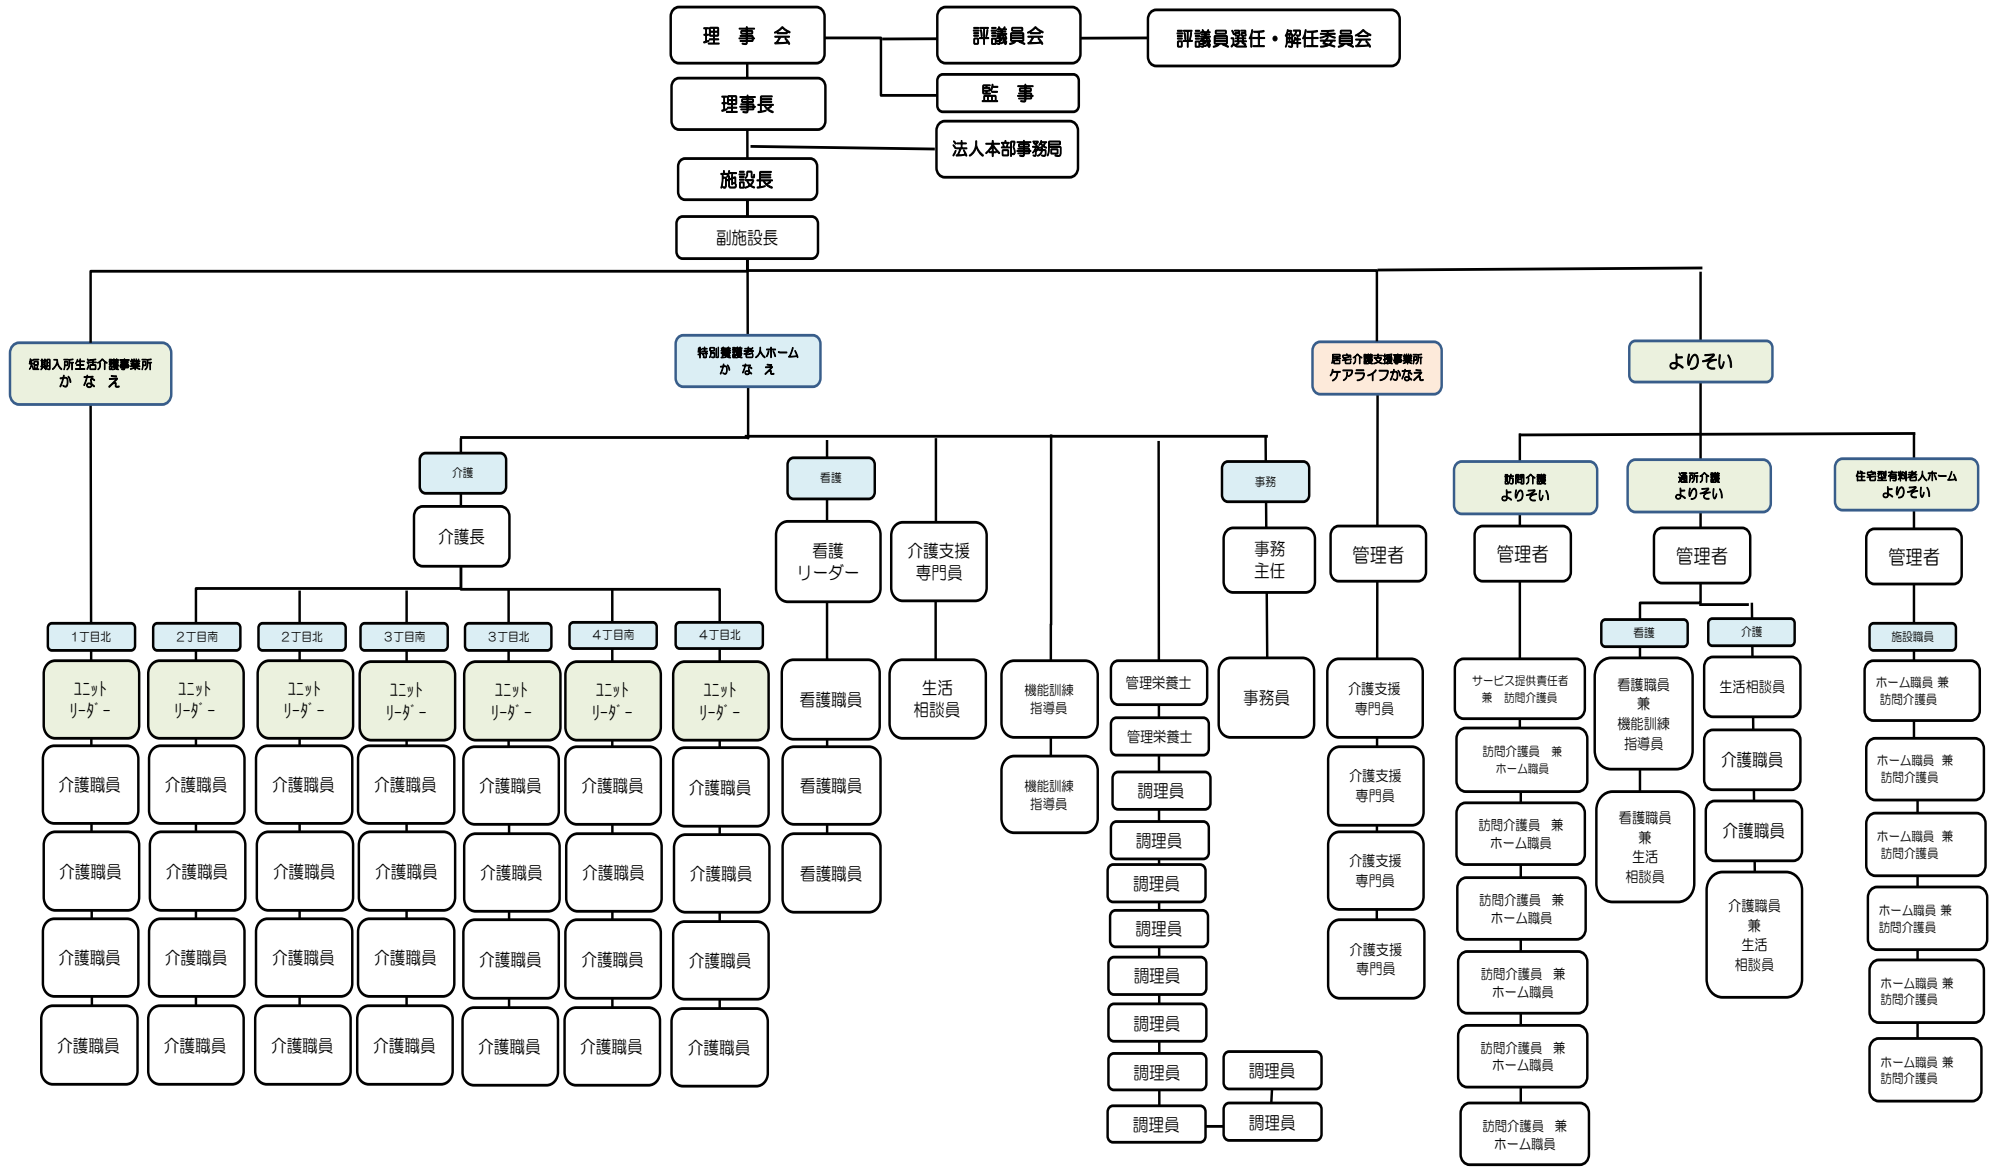 理　事　会
評議員会
評議員選任・解任委員会
理事長
監　事
法人本部事務局
施設長
副施設長
短期入所生活介護事業所
か　な　え
特別養護老人ホーム
か　な　え
居宅介護支援事業所
ケアライフかなえ
よりそい
介護
介護長
看護
看護
リーダー
介護支援
専門員
事務
事務
主任
管理者
訪問介護
よりそい
管理者
通所介護
よりそい
管理者
住宅型有料老人ホーム
よりそい
管理者
1丁目北
ユニット
リーダー
介護職員
介護職員
介護職員
介護職員
2丁目南
ユニット
リーダー
介護職員
介護職員
介護職員
介護職員
2丁目北
ユニット
リーダー
介護職員
介護職員
介護職員
介護職員
3丁目南
ユニット
リーダー
介護職員
介護職員
介護職員
介護職員
3丁目北
ユニット
リーダー
介護職員
介護職員
介護職員
介護職員
4丁目南
ユニット
リーダー
介護職員
介護職員
介護職員
介護職員
4丁目北
ユニット
リーダー
介護職員
介護職員
介護職員
介護職員
看護職員
看護職員
看護職員
生活
相談員
機能訓練
指導員
機能訓練
指導員
管理栄養士
管理栄養士
調理員
調理員
調理員
調理員
調理員
調理員
調理員
調理員
調理員
調理員
事務員
介護支援
専門員
介護支援
専門員
介護支援
専門員
介護支援
専門員
サービス提供責任者
兼　訪問介護員
訪問介護員　兼
ホーム職員
訪問介護員　兼
ホーム職員
訪問介護員　兼
ホーム職員
訪問介護員　兼
ホーム職員
訪問介護員　兼
ホーム職員
訪問介護員　兼
ホーム職員
看護
看護職員
兼
機能訓練
指導員
看護職員
兼
生活
相談員
介護
生活相談員
介護職員
介護職員
介護職員
兼
生活
相談員
施設職員
ホーム職員 兼
訪問介護員
ホーム職員 兼
訪問介護員
ホーム職員 兼
訪問介護員
ホーム職員 兼
訪問介護員
ホーム職員 兼
訪問介護員
ホーム職員 兼
訪問介護員